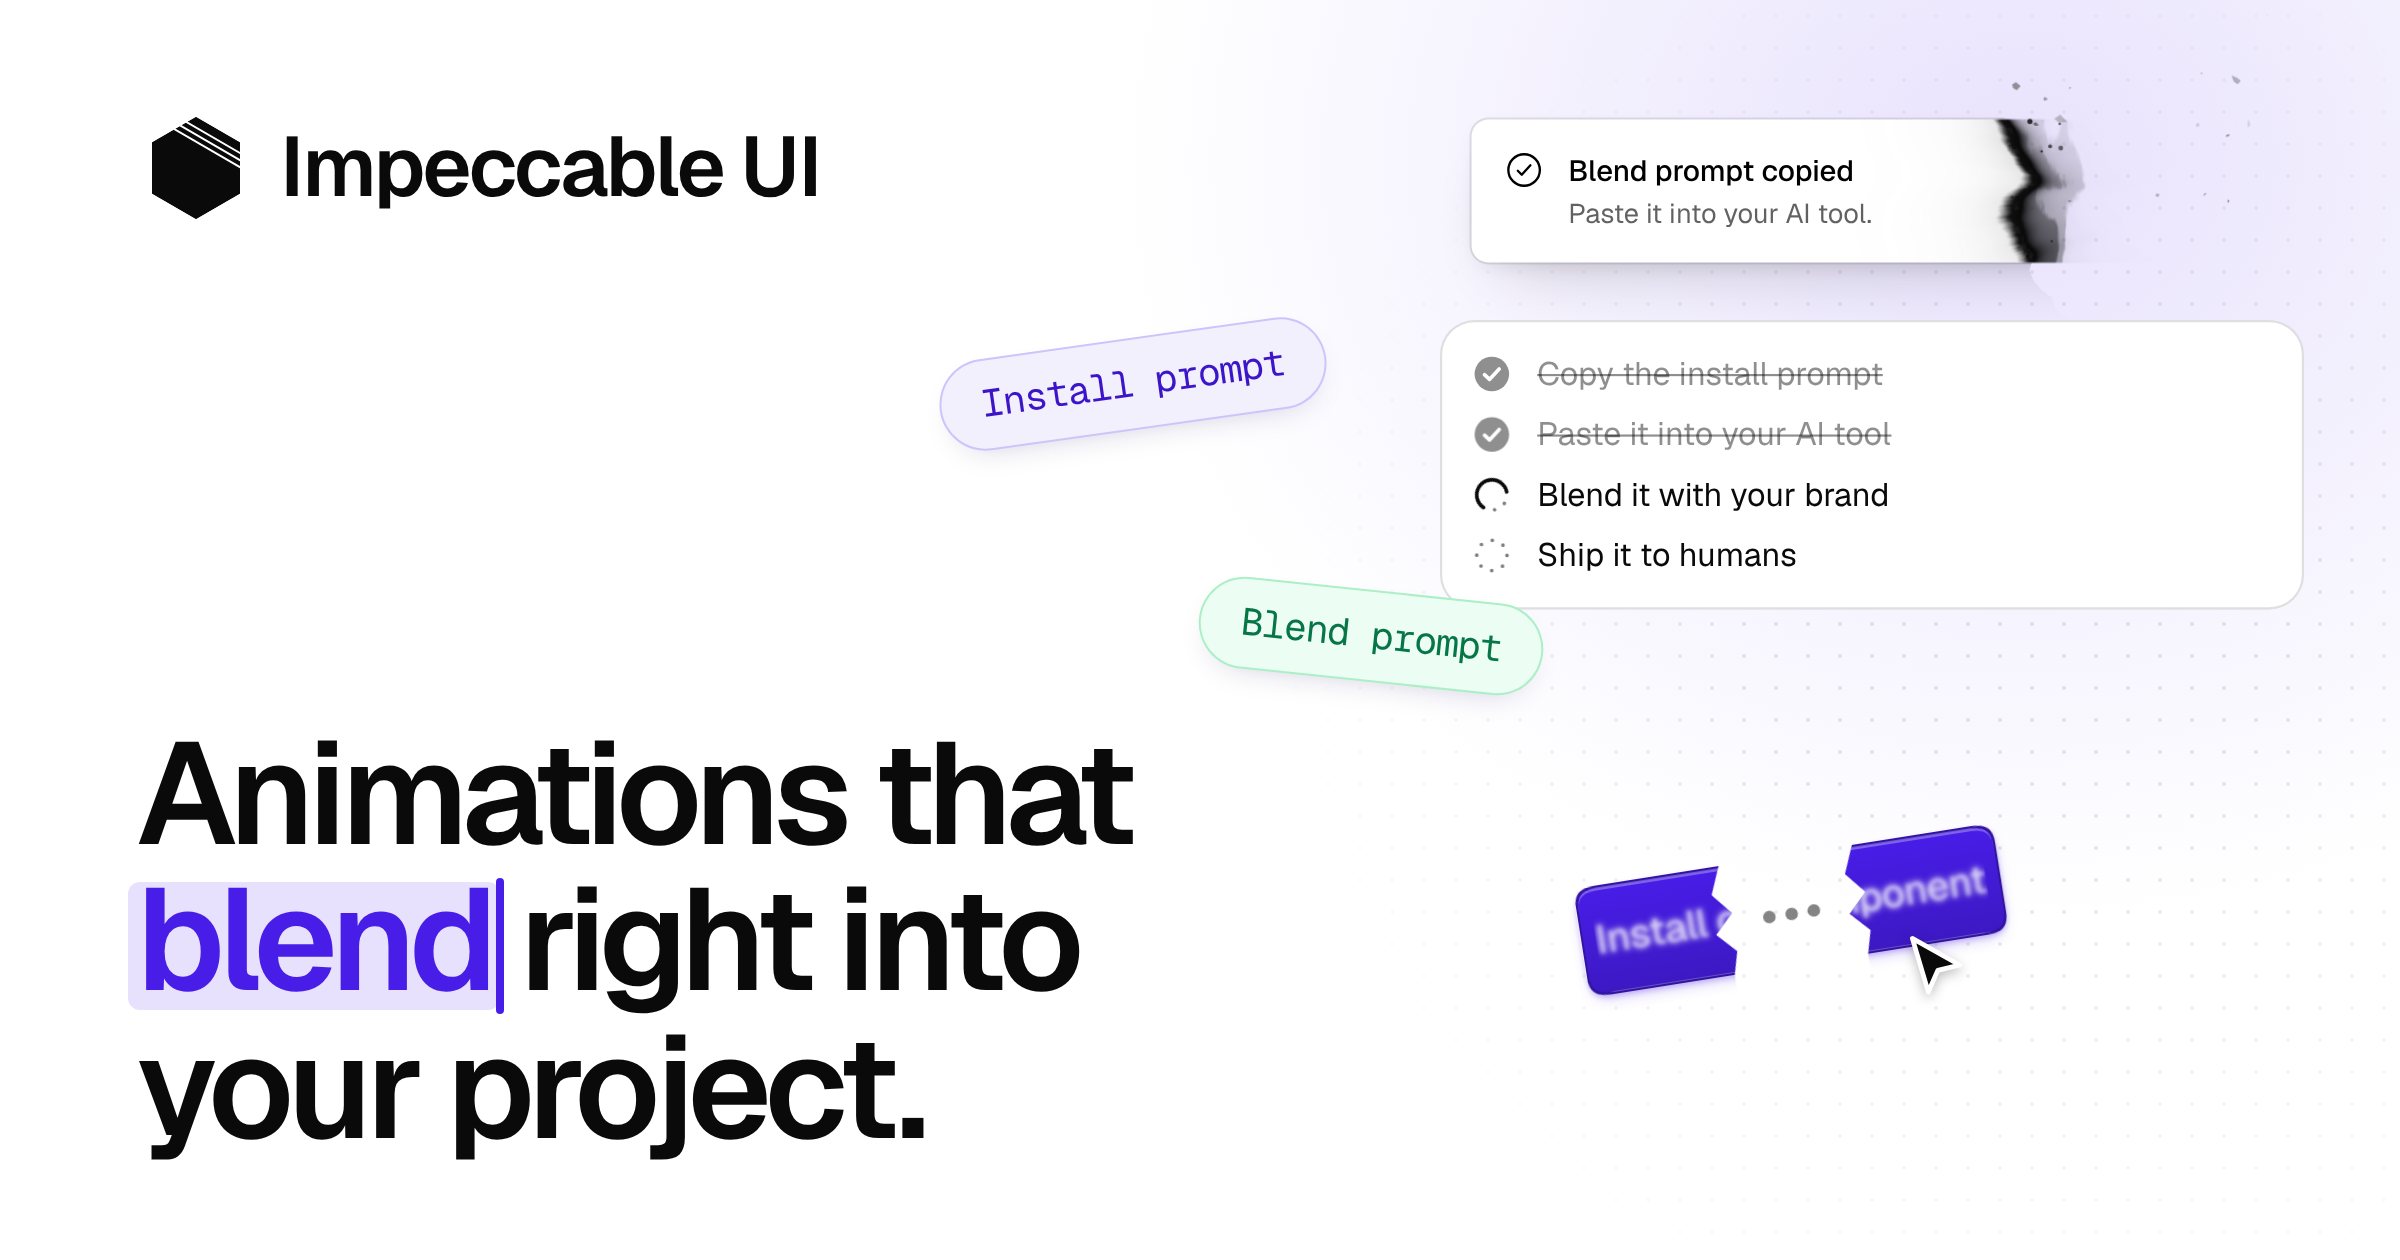 Impeccable UI
Blend prompt copied
Paste it into your AI tool.
Install prompt
Copy the install prompt
Paste it into your AI tool
Blend it with your brand
Ship it to humans
Blend prompt
Animations that
blend right into
your project.
Install
ponent